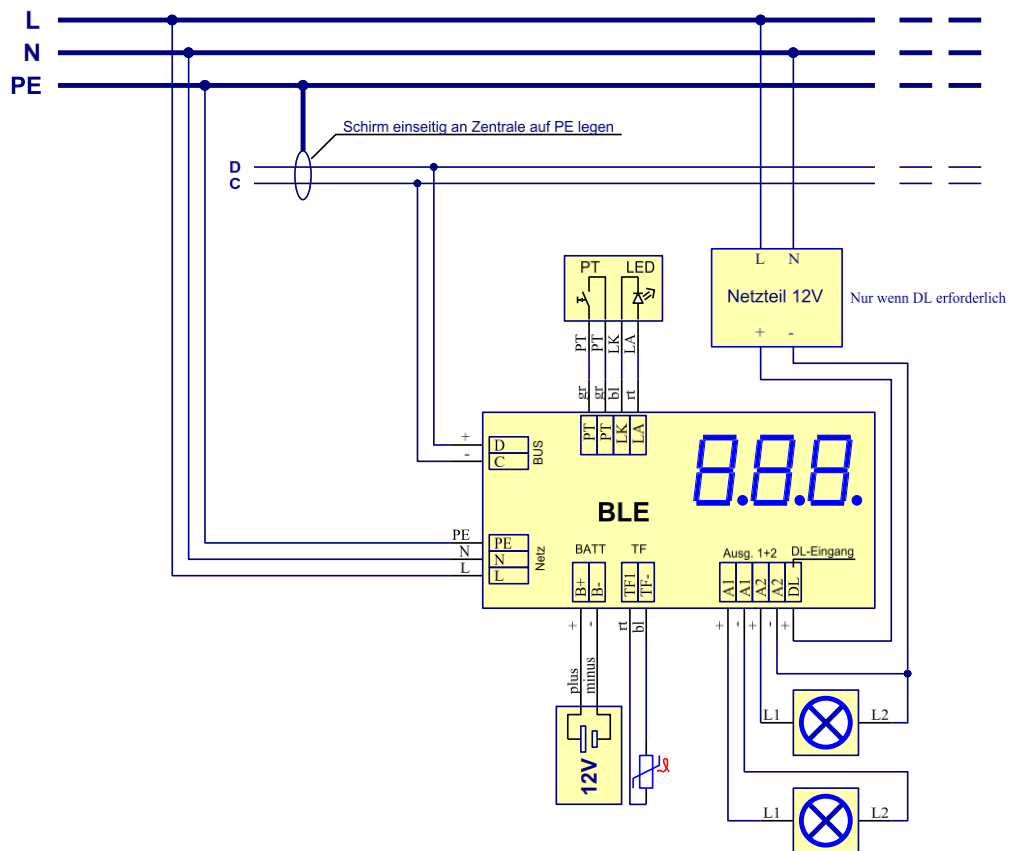 L
N
PE
Schirm einseitig an Zentrale auf PE legen
D
C
PT LED
L N
Netzteil 12V
Nur wenn DL erforderlich
+ -
PT PT LK LA
gr gr bl rt
PT PT LK LA
+ D
- C
BUS
BLE
8.8.8.
PE PE
N N
L L
Netz
BATT TF
Ausg. 1+2 DL-Eingang
B+ B- TF1 TF- A1 A1 A2 A2 DL
+ - rt bl + - + - +
plus minus
L1 L2
12V
L1 L2